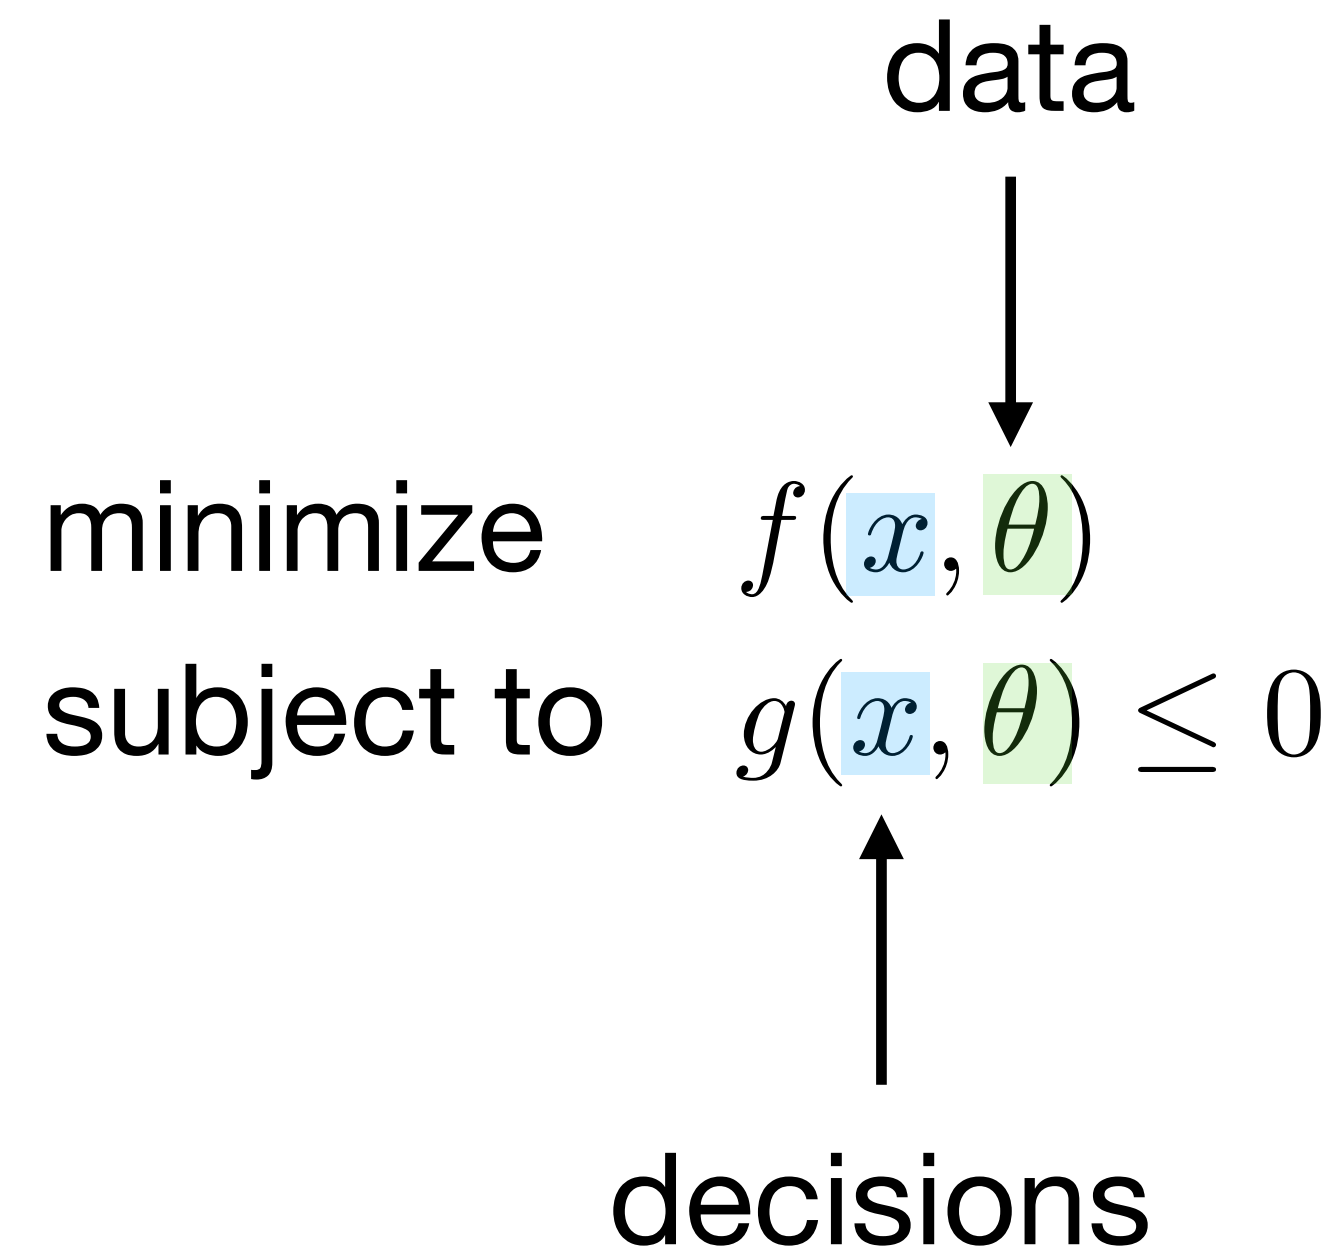 data
minimize f(x, θ)
subject to g(x, θ) ≤ 0
decisions